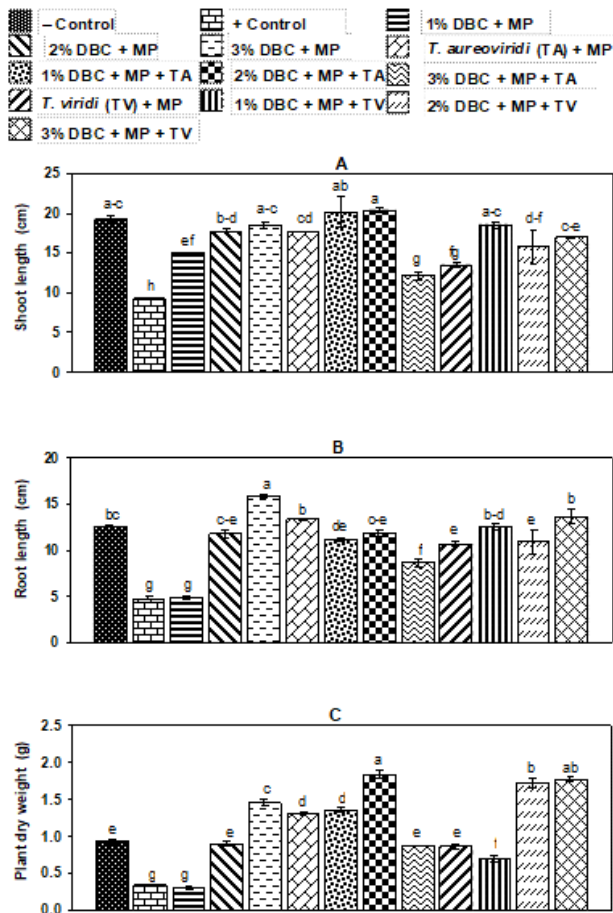 – Control + Control 1% DBC + MP
2% DBC + MP 3% DBC + MP T. aureoviridi (TA) + MP
1% DBC + MP + TA 2% DBC + MP + TA 3% DBC + MP + TA
T. viridi (TV) + MP 1% DBC + MP + TV 2% DBC + MP + TV
3% DBC + MP + TV
A
Shoot length (cm)
25
20
15
10
5
0
a-c h ef b-d a-c cd ab a g fg a-c d-f c-e
B
Root length (cm)
20
15
10
5
0
bc g g c-e a b de c-e f e b-d e b
C
Plant dry weight (g)
2.5
2.0
1.5
1.0
0.5
0.0
e g g e c d d a e e f b ab